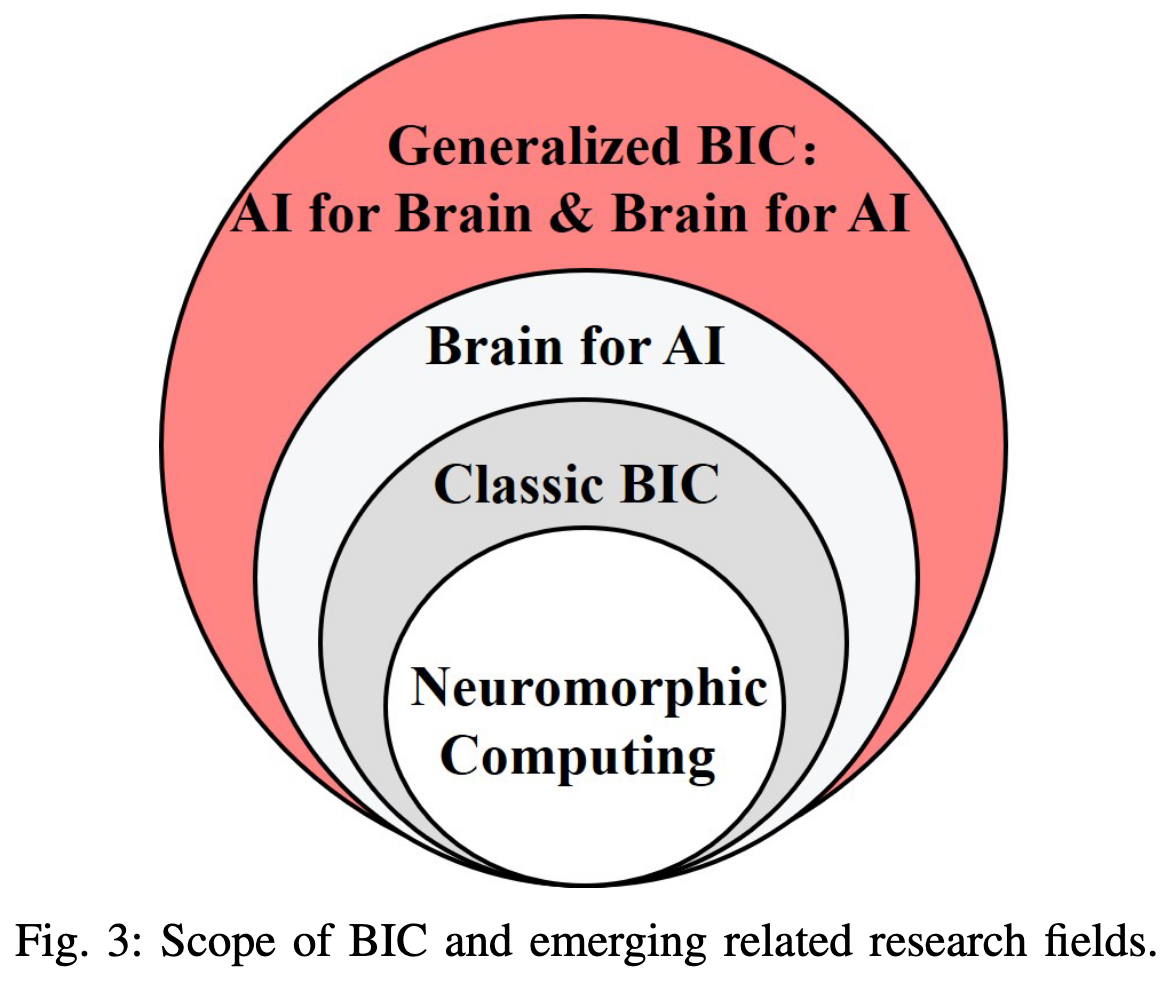 Generalized BIC：
AI for Brain & Brain for AI
Brain for AI
Classic BIC
Neuromorphic
Computing
Fig. 3: Scope of BIC and emerging related research fields.